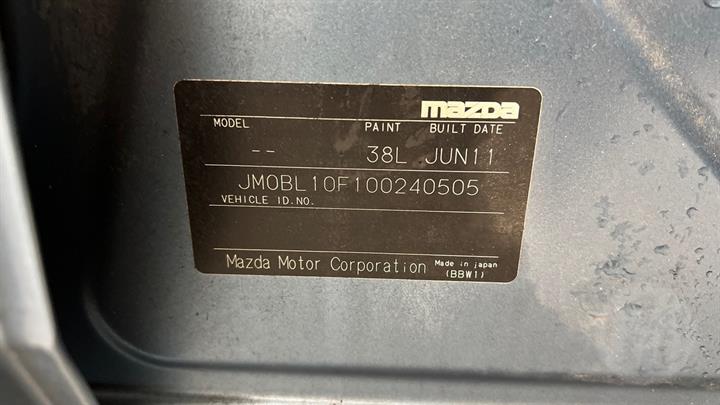 mazda
MODEL PAINT BUILT DATE
-- 38L JUN11
JM0BL10F100240505
VEHICLE ID.NO.
Mazda Motor Corporation Made in japan
(BBW1)